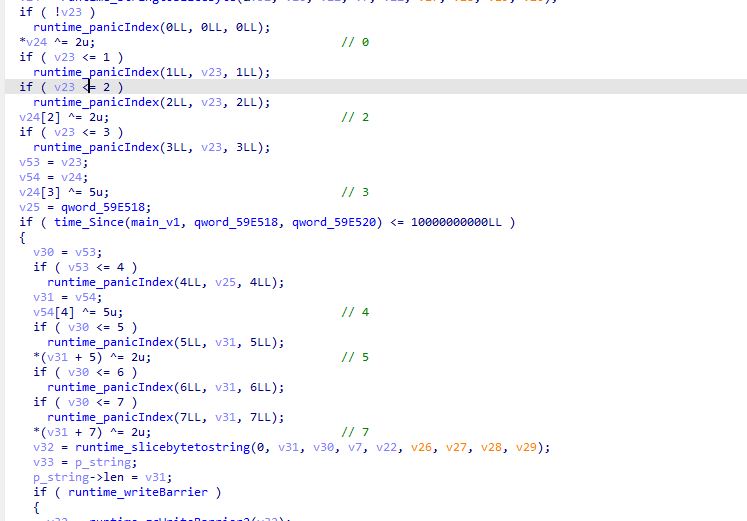 if ( !v23 )
runtime_panicIndex(0LL, 0LL, 0LL);
*v24 ^= 2u; // 0
if ( v23 <= 1 )
runtime_panicIndex(1LL, v23, 1LL);
if ( v23 <= 2 )
runtime_panicIndex(2LL, v23, 2LL);
v24[2] ^= 2u; // 2
if ( v23 <= 3 )
runtime_panicIndex(3LL, v23, 3LL);
v53 = v23;
v54 = v24;
v24[3] ^= 5u; // 3
v25 = qword_59E518;
if ( time_Since(main_v1, qword_59E518, qword_59E520) <= 10000000000LL )
{
v30 = v53;
if ( v53 <= 4 )
runtime_panicIndex(4LL, v25, 4LL);
v31 = v54;
v54[4] ^= 5u; // 4
if ( v30 <= 5 )
runtime_panicIndex(5LL, v31, 5LL);
*(v31 + 5) ^= 2u; // 5
if ( v30 <= 6 )
runtime_panicIndex(6LL, v31, 6LL);
if ( v30 <= 7 )
runtime_panicIndex(7LL, v31, 7LL);
*(v31 + 7) ^= 2u; // 7
v32 = runtime_slicebytetostring(0, v31, v30, v7, v22, v26, v27, v28, v29);
v33 = p_string;
p_string->len = v31;
if ( runtime_writeBarrier )
{